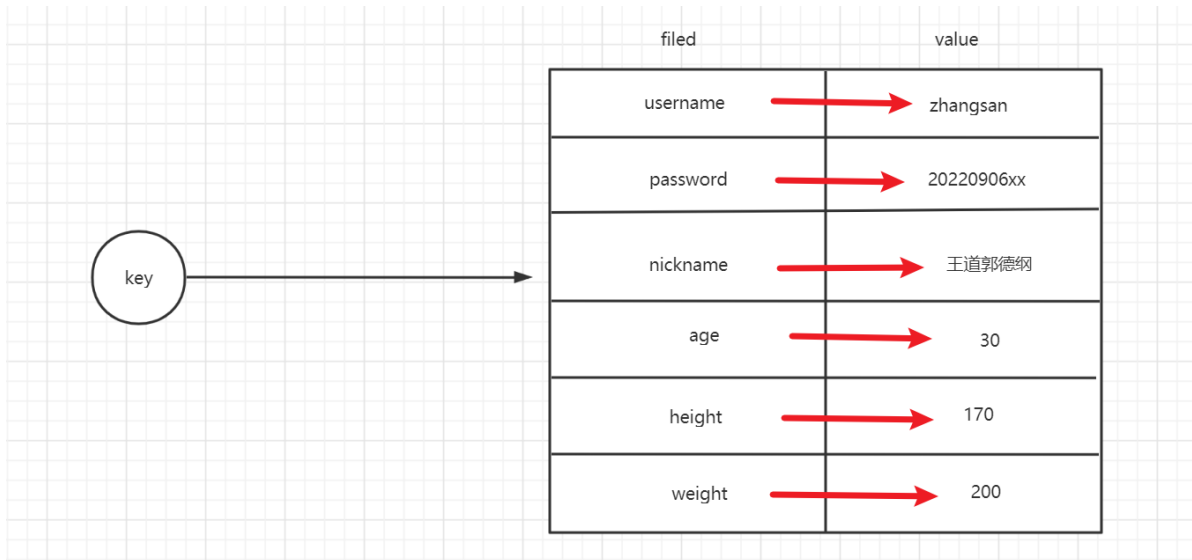 filed value
username zhangsan
password 20220906xx
nickname 王道郭德纲
key
age 30
height 170
weight 200